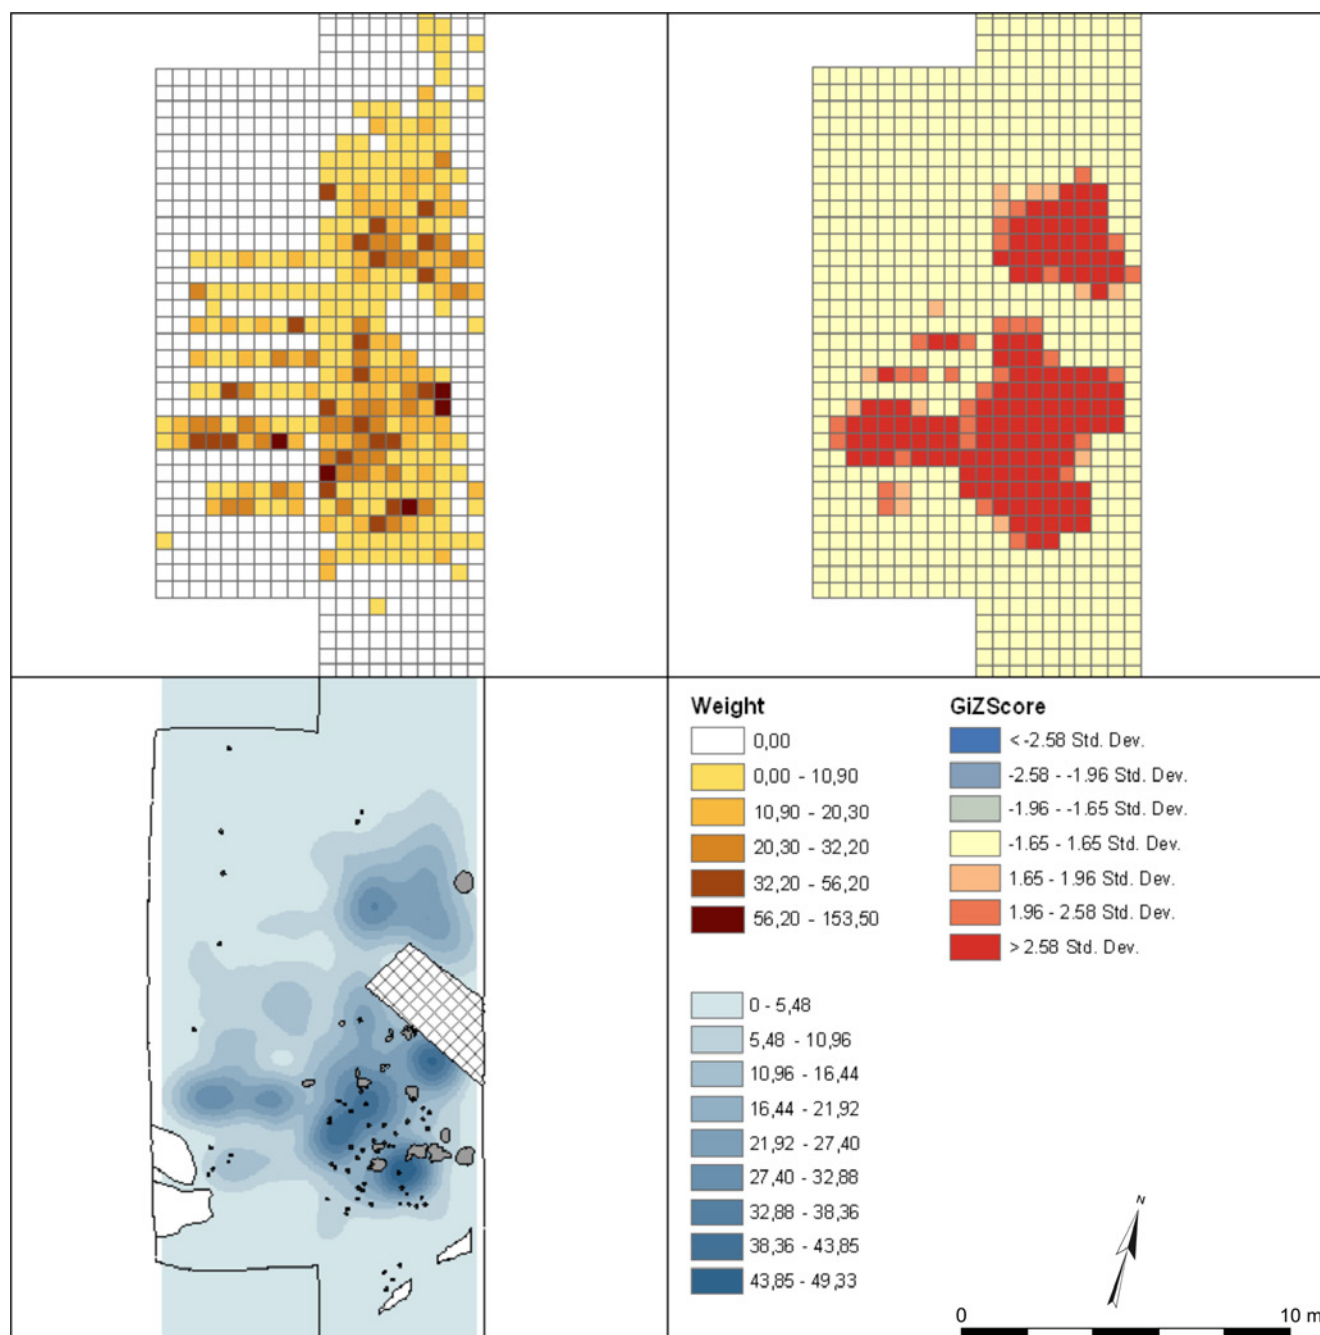 Weight
0,00
0,00 - 10,90
10,90 - 20,30
20,30 - 32,20
32,20 - 56,20
56,20 - 153,50
GiZScore
< -2.58 Std. Dev.
-2.58 - -1.96 Std. Dev.
-1.96 - -1.65 Std. Dev.
-1.65 - 1.65 Std. Dev.
1.65 - 1.96 Std. Dev.
1.96 - 2.58 Std. Dev.
> 2.58 Std. Dev.
0 - 5,48
5,48 - 10,96
10,96 - 16,44
16,44 - 21,92
21,92 - 27,40
27,40 - 32,88
32,88 - 38,36
38,36 - 43,85
43,85 - 49,33
N
0 10 m